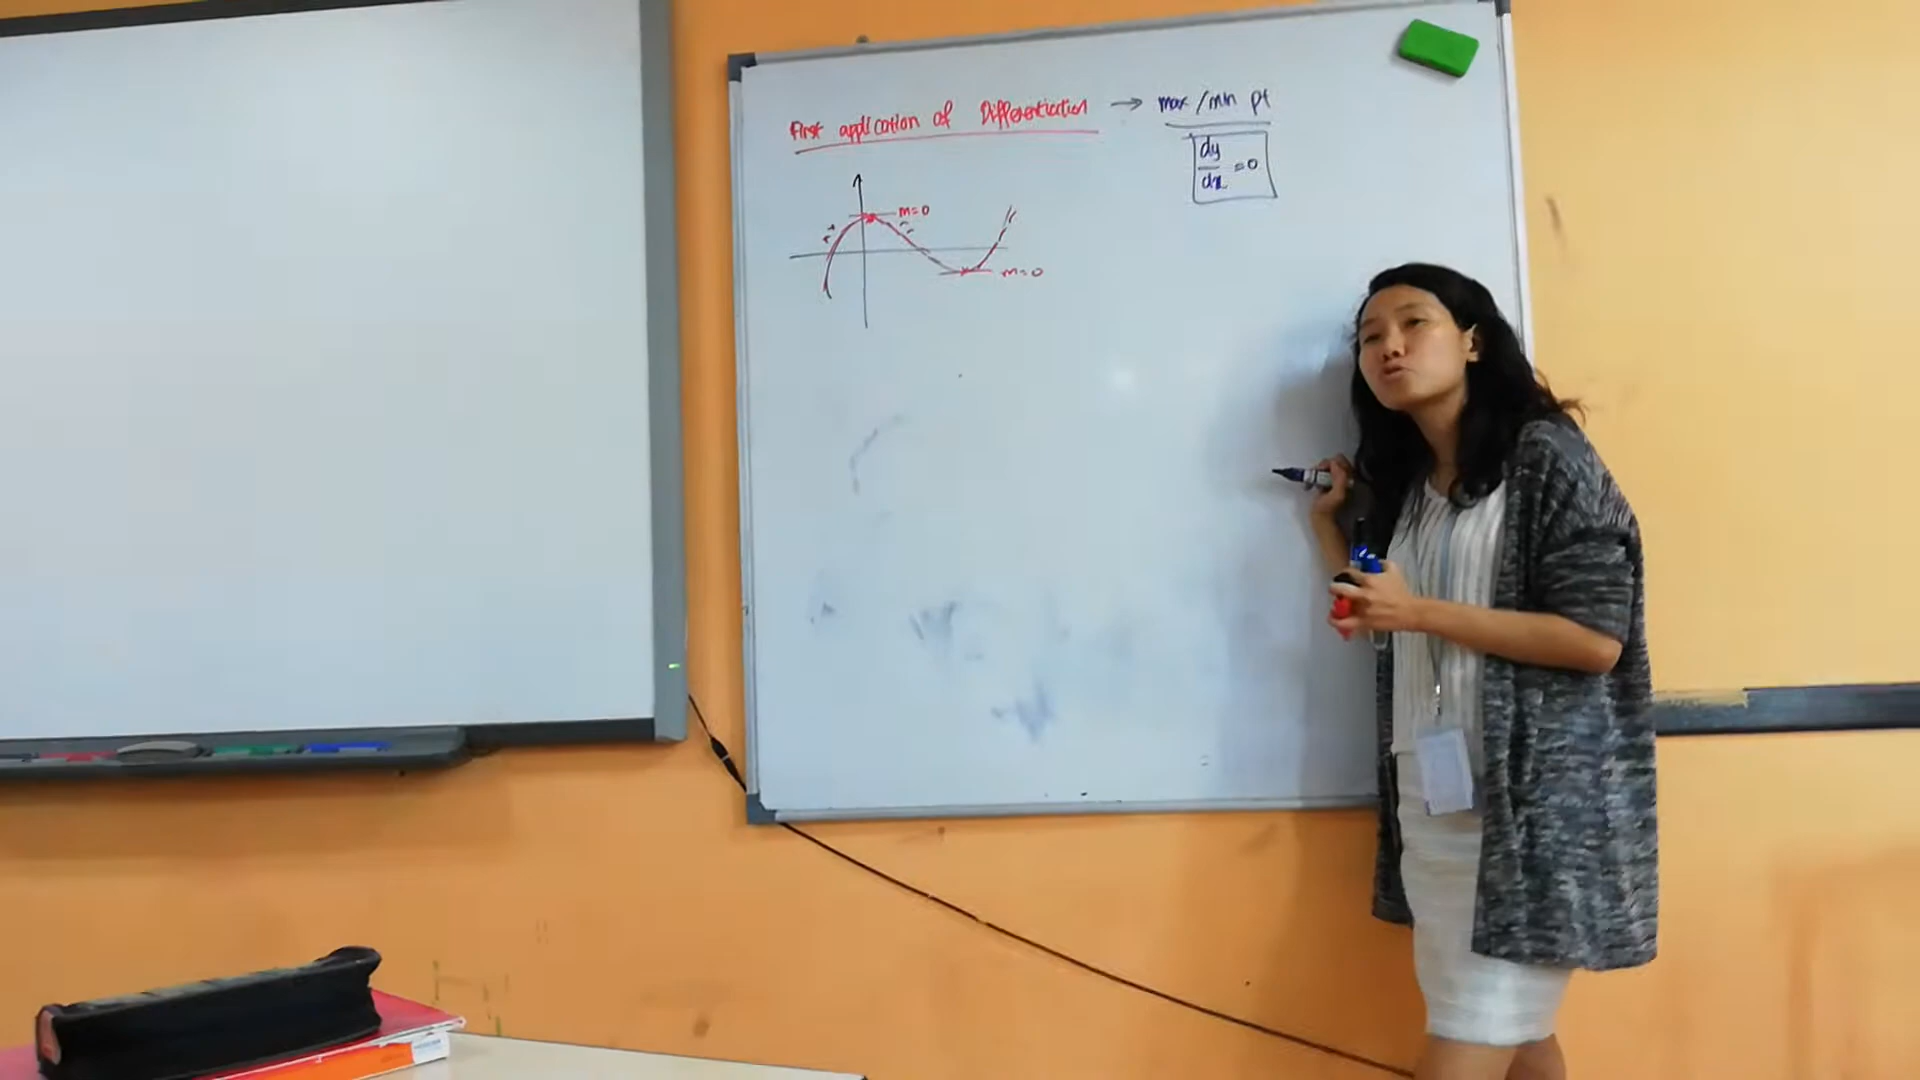 First application of Differentiation → max/min pt
dy
dx
=0
m=0
m=0